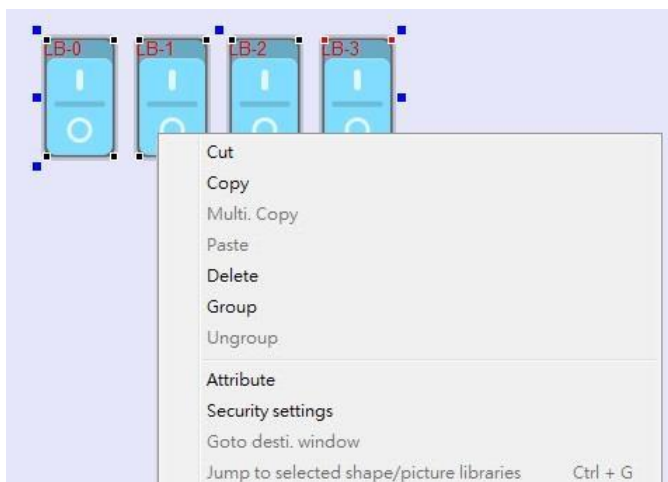 LB-0 LB-1 LB-2 LB-3
Cut
Copy
Multi. Copy
Paste
Delete
Group
Ungroup
Attribute
Security settings
Goto desti. window
Jump to selected shape/picture libraries Ctrl + G